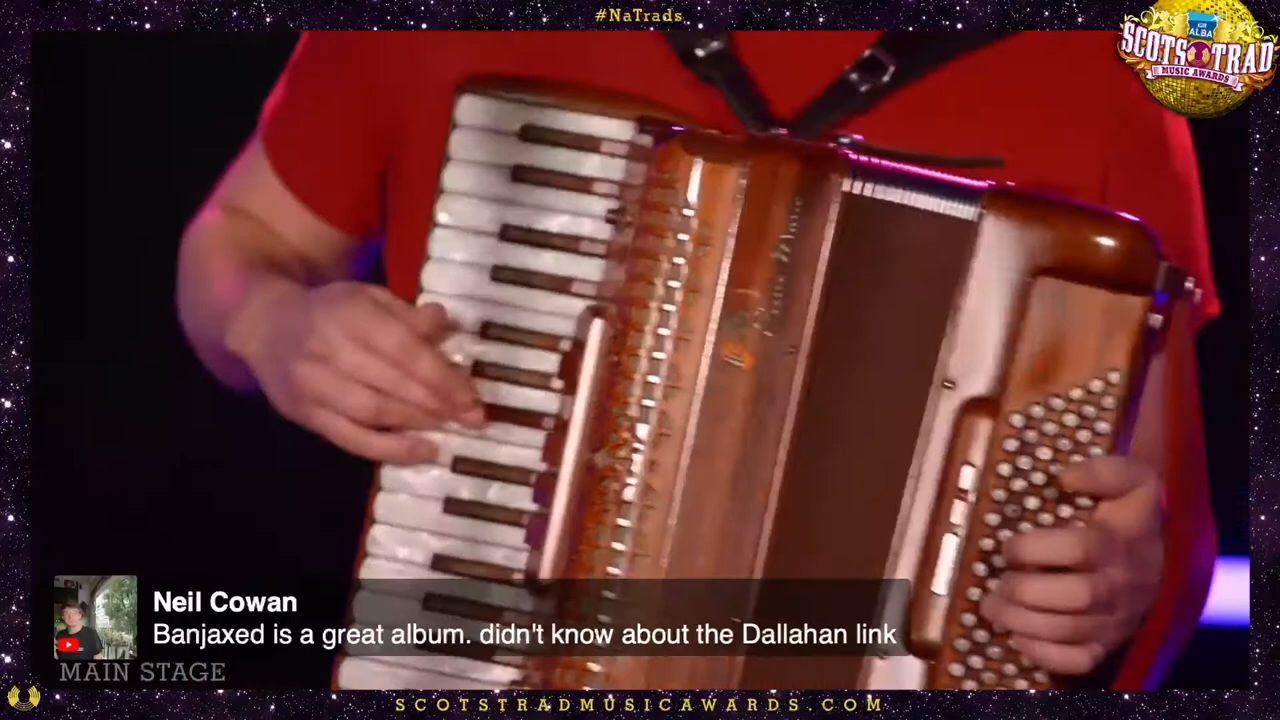 #NaTrads
ALBA
SCOTS TRAD
MUSIC AWARDS
Neil Cowan
Banjaxed is a great album. didn't know about the Dallahan link
MAIN STAGE
SCOTSTRADMUSICAWARDS.COM